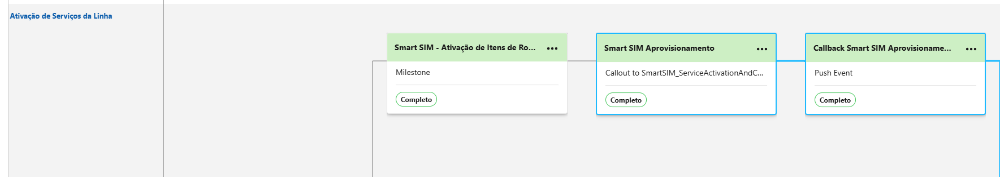 Ativação de Serviços da Linha
Smart SIM - Ativação de Itens de Ro...
Milestone
Completo
Smart SIM Aprovisionamento
Callout to SmartSIM_ServiceActivationAndC...
Completo
Callback Smart SIM Aprovisioname...
Push Event
Completo